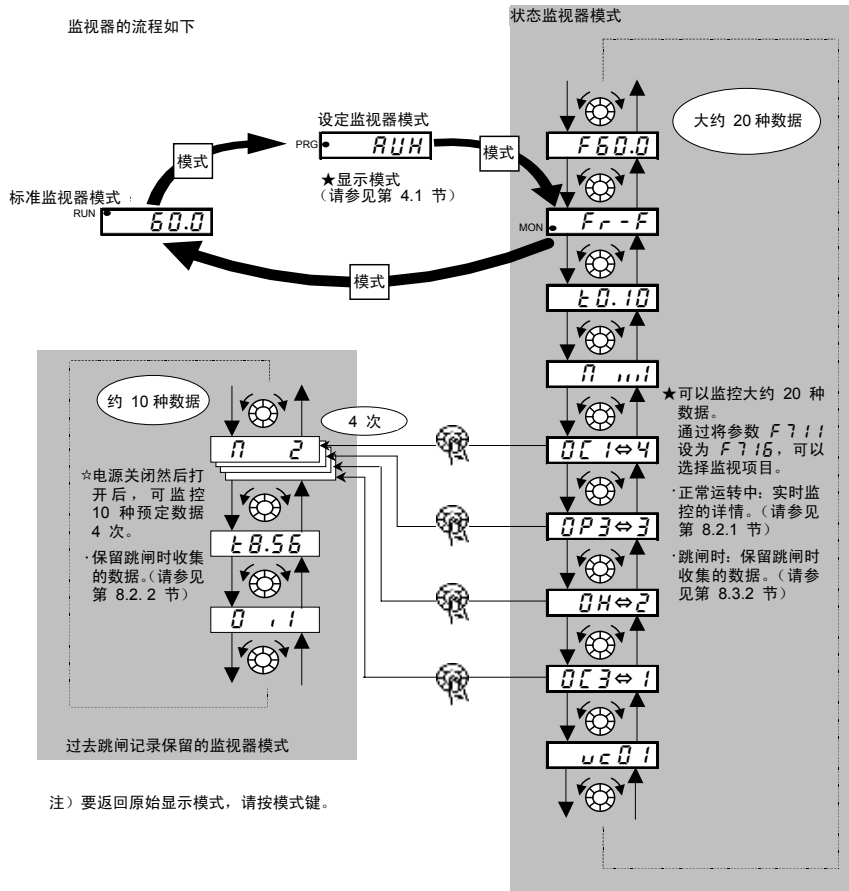 监视器的流程如下
状态监视器模式
设定监视器模式
PRG
AUH
模式
模式
★显示模式
（请参见第 4.1 节）
标准监视器模式：
RUN
60.0
模式
大约 20 种数据
F60.0
MON
Fr-F
t0.10
★可以监控大约 20 种
数据。
通过将参数 F711
设为 F716，可以
选择监视项目。
·正常运转中：实时监
控的详情。（请参见
第 8.2.1 节）
·跳闸时：保留跳闸时
收集的数据。（请参
见第 8.3.2 节）
OC1⇔4
OP3⇔3
OH⇔2
OC3⇔1
uc01
约 10 种数据
4 次
n 2
☆电源关闭然后打
开后，可监控
10 种预定数据
4 次。
·保留跳闸时收集
的数据。（请参见
第 8.2. 2 节）
t8.56
过去跳闸记录保留的监视器模式
注）要返回原始显示模式，请按模式键。